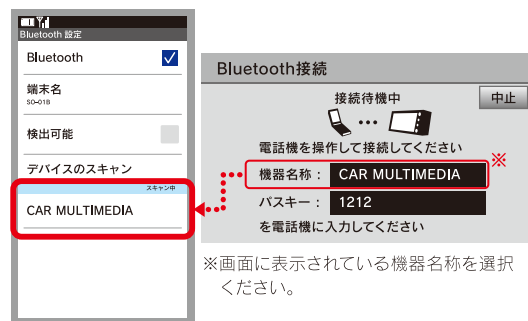 Bluetooth 設定
Bluetooth
端末名
SO-01B
検出可能
デバイスのスキャン
スキャン中
CAR MULTIMEDIA
Bluetooth接続
接続待機中
中止
電話機を操作して接続してください
※
機器名称： CAR MULTIMEDIA
パスキー： 1212
を電話機に入力してください
※画面に表示されている機器名称を選択
ください。